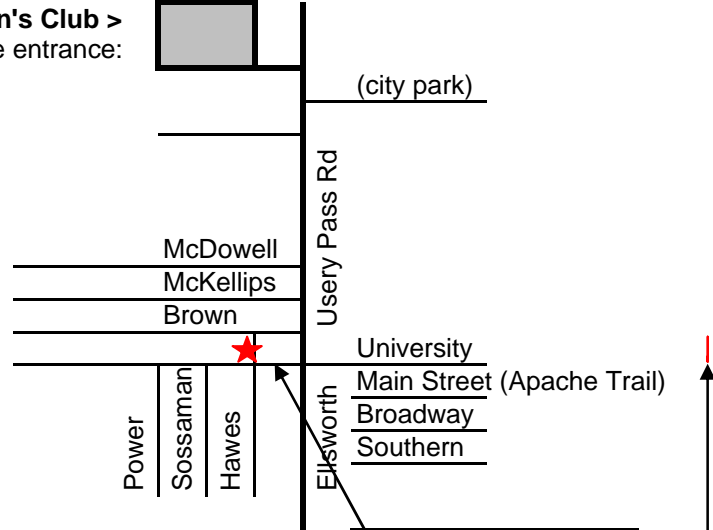 n's Club >
e entrance:
(city park)
Usery Pass Rd
McDowell
McKellips
Brown
University
Main Street (Apache Trail)
Broadway
Southern
Power
Sossaman
Hawes
Ellsworth